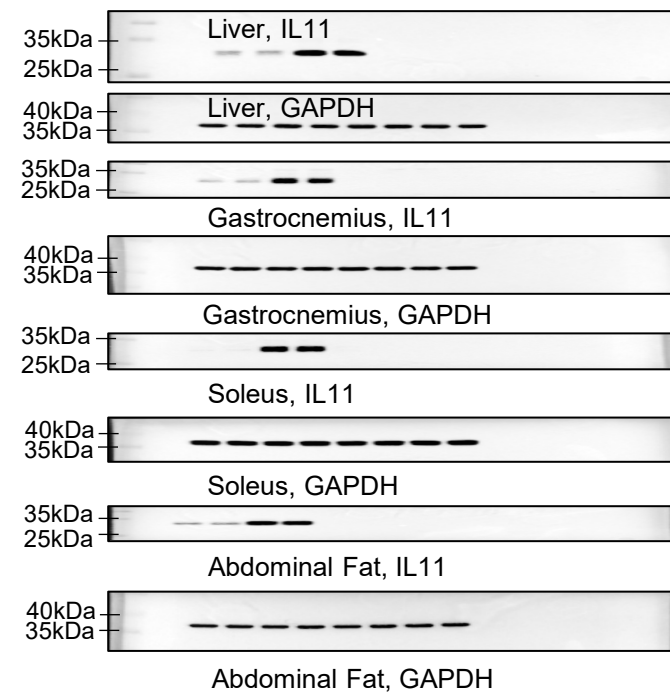 Liver, IL11
35kDa
25kDa
Liver, GAPDH
40kDa
35kDa
35kDa
25kDa
Gastrocnemius, IL11
40kDa
35kDa
Gastrocnemius, GAPDH
35kDa
25kDa
Soleus, IL11
40kDa
35kDa
Soleus, GAPDH
35kDa
25kDa
Abdominal Fat, IL11
40kDa
35kDa
Abdominal Fat, GAPDH